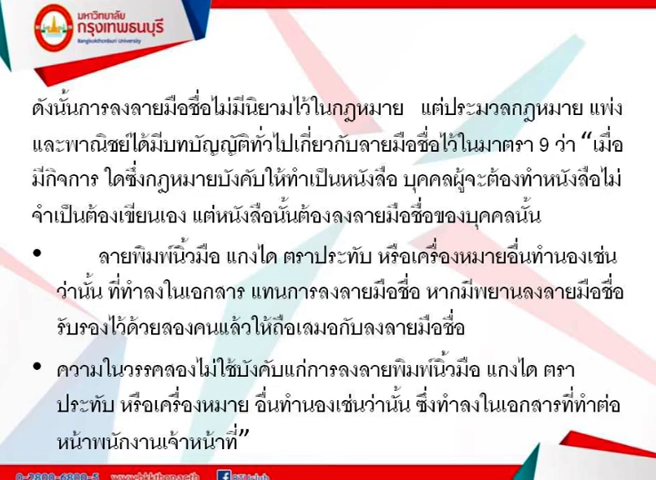 มหาวิทยาลัย
กรุงเทพธนบุรี
Bangkokthonburi University
ดังนั้นการลงลายมือชื่อไม่มีนิยามไว้ในกฎหมาย แต่ประมวลกฎหมาย แพ่ง
และพาณิชย์ได้มีบทบัญญัติทั่วไปเกี่ยวกับลายมือชื่อไว้ในมาตรา 9 ว่า “เมื่อ
มีกิจการ ใดซึ่งกฎหมายบังคับให้ทำเป็นหนังสือ บุคคลผู้จะต้องทำหนังสือไม่
จำเป็นต้องเขียนเอง แต่หนังสือนั้นต้องลงลายมือชื่อของบุคคลนั้น
• ลายพิมพ์นิ้วมือ แกงได ตราประทับ หรือเครื่องหมายอื่นทำนองเช่น
ว่านั้น ที่ทำลงในเอกสาร แทนการลงลายมือชื่อ หากมีพยานลงลายมือชื่อ
รับรองไว้ด้วยสองคนแล้วให้ถือเสมอกับลงลายมือชื่อ
• ความในวรรคสองไม่ใช้บังคับแก่การลงลายพิมพ์นิ้วมือ แกงได ตรา
ประทับ หรือเครื่องหมาย อื่นทำนองเช่นว่านั้น ซึ่งทำลงในเอกสารที่ทำต่อ
หน้าพนักงานเจ้าหน้าที่”
0-2800-6800-5 www.bkkthon.ac.th BTUclub